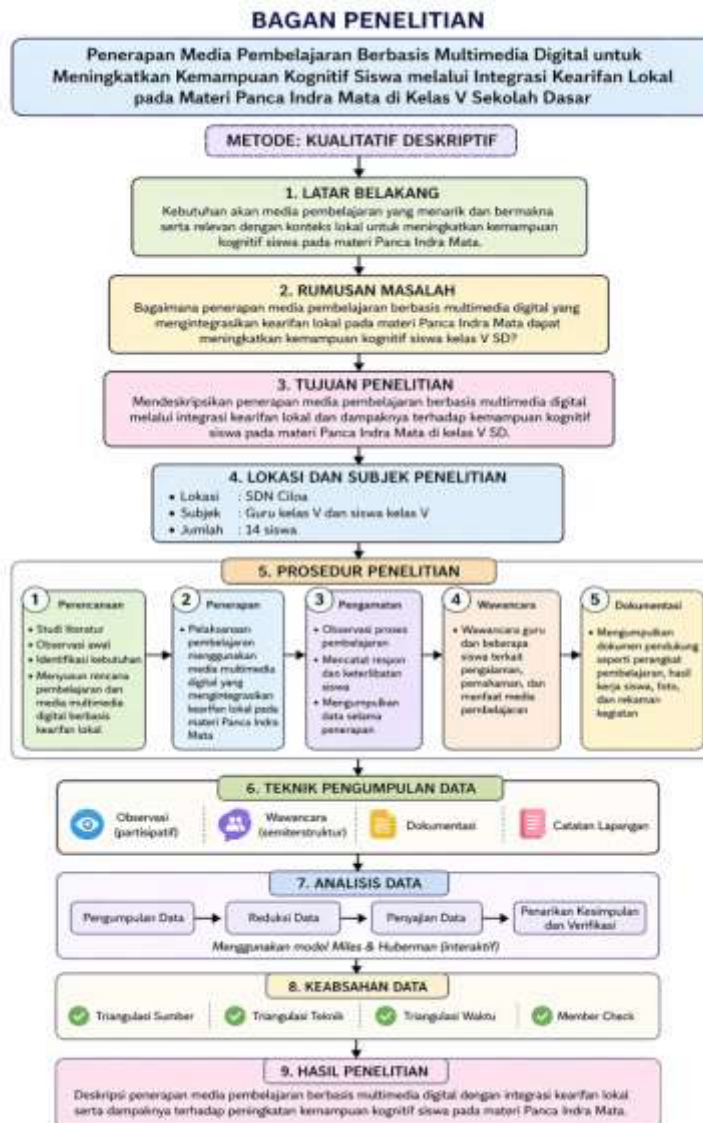 BAGAN PENELITIAN
Penerapan Media Pembelajaran Berbasis Multimedia Digital untuk
Meningkatkan Kemampuan Kognitif Siswa melalui Integrasi Kearifan Lokal
pada Materi Panca Indra Mata di Kelas V Sekolah Dasar
METODE: KUALITATIF DESKRIPTIF
1. LATAR BELAKANG
Kebutuhan akan media pembelajaran yang menarik dan bermakna
serta relevan dengan konteks lokal untuk meningkatkan kemampuan
kognitif siswa pada materi Panca Indra Mata.
2. RUMUSAN MASALAH
Bagaimana penerapan media pembelajaran berbasis multimedia digital yang
mengintegrasikan kearifan lokal pada materi Panca Indra Mata dapat
meningkatkan kemampuan kognitif siswa kelas V SD?
3. TUJUAN PENELITIAN
Mendeskripsikan penerapan media pembelajaran berbasis multimedia digital
melalui integrasi kearifan lokal dan dampaknya terhadap kemampuan kognitif
siswa pada materi Panca Indra Mata di kelas V SD.
4. LOKASI DAN SUBJEK PENELITIAN
• Lokasi : SDN Ciloa
• Subjek : Guru kelas V dan siswa kelas V
• Jumlah : 14 siswa
5. PROSEDUR PENELITIAN
1 Perencanaan
• Studi literatur
• Observasi awal
• Identifikasi kebutuhan
• Menyusun rencana
pembelajaran dan
media multimedia
digital berbasis
kearifan lokal
2 Penerapan
• Pelaksanaan
pembelajaran
menggunakan
media multimedia
digital yang
mengintegrasikan
kearifan lokal pada
materi Panca Indra
Mata
3 Pengamatan
• Observasi proses
pembelajaran
• Mencatat respon
dan keterlibatan
siswa
• Mengumpulkan
data selama
penerapan
4 Wawancara
• Wawancara guru
dan beberapa
siswa terkait
pengalaman,
pemahaman, dan
manfaat media
pembelajaran
5 Dokumentasi
• Mengumpulkan
dokumen pendukung
seperti perangkat
pembelajaran, hasil
kerja siswa, foto,
dan rekaman
kegiatan
6. TEKNIK PENGUMPULAN DATA
Observasi
(partisipatif)
Wawancara
(semiterstruktur)
Dokumentasi
Catatan Lapangan
7. ANALISIS DATA
Pengumpulan Data
Reduksi Data
Penyajian Data
Penarikan Kesimpulan
dan Verifikasi
Menggunakan model Miles & Huberman (interaktif)
8. KEABSAHAN DATA
Triangulasi Sumber
Triangulasi Teknik
Triangulasi Waktu
Member Check
9. HASIL PENELITIAN
Deskripsi penerapan media pembelajaran berbasis multimedia digital dengan integrasi kearifan lokal
serta dampaknya terhadap peningkatan kemampuan kognitif siswa pada materi Panca Indra Mata.